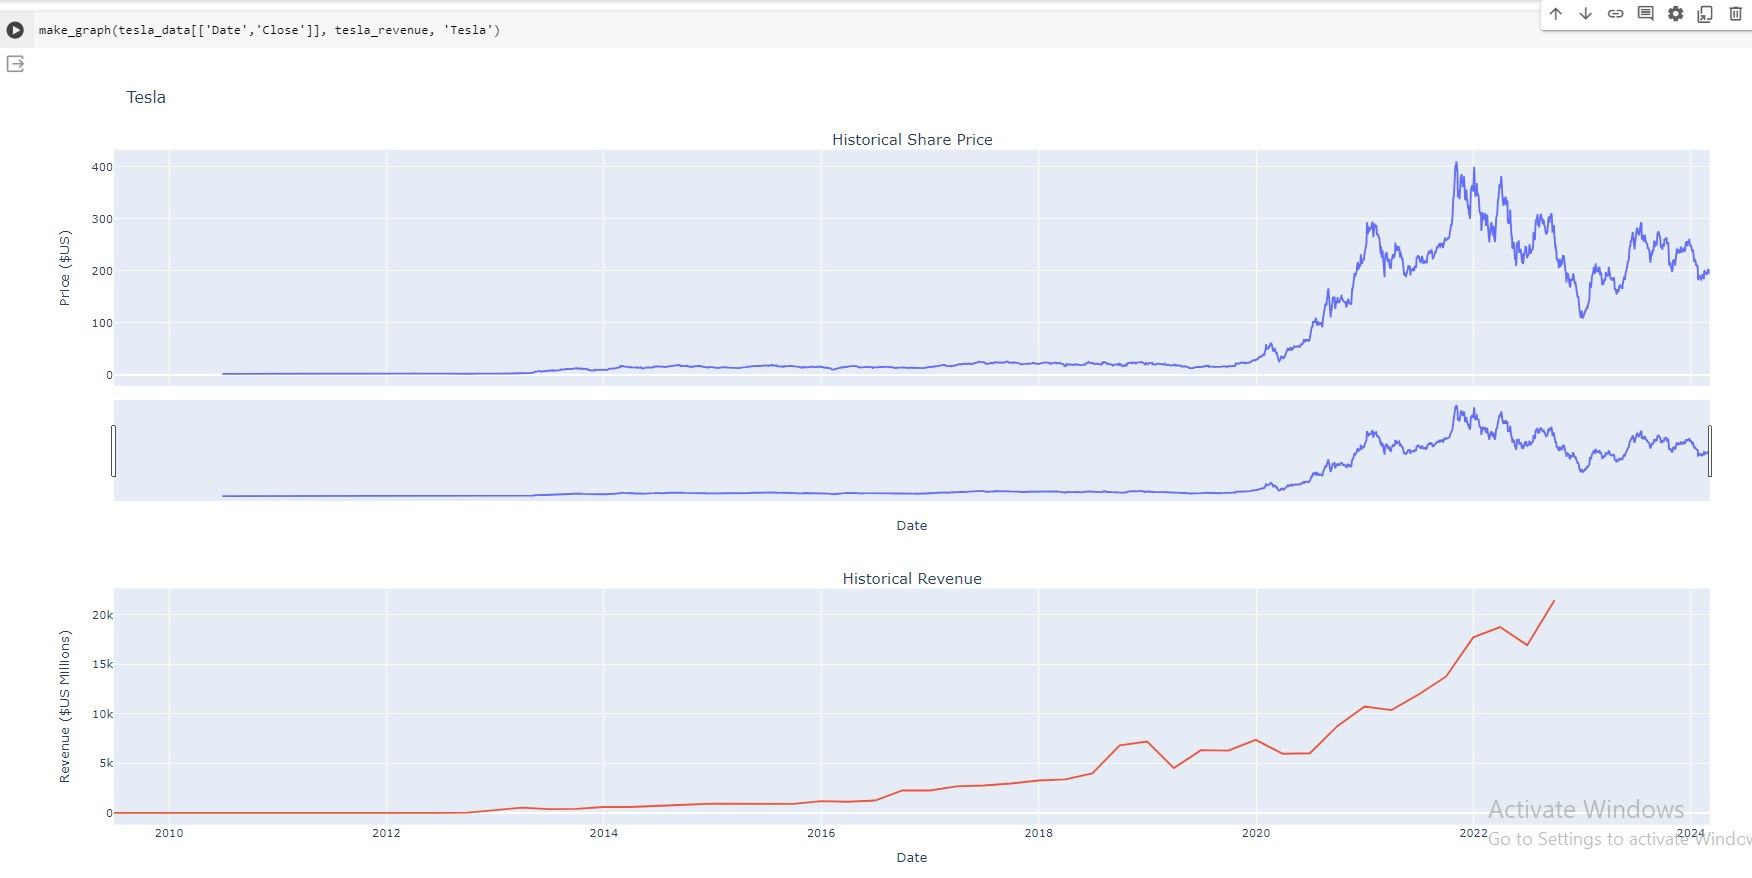 make_graph(tesla_data[['Date','Close']], tesla_revenue, 'Tesla')
Tesla
Historical Share Price
400
300
200
100
0
Price ($US)
Date
Historical Revenue
20k
15k
10k
5k
0
Revenue ($US Millions)
2010 2012 2014 2016 2018 2020 2022 2024
Date
Activate Windows
Go to Settings to activate Window